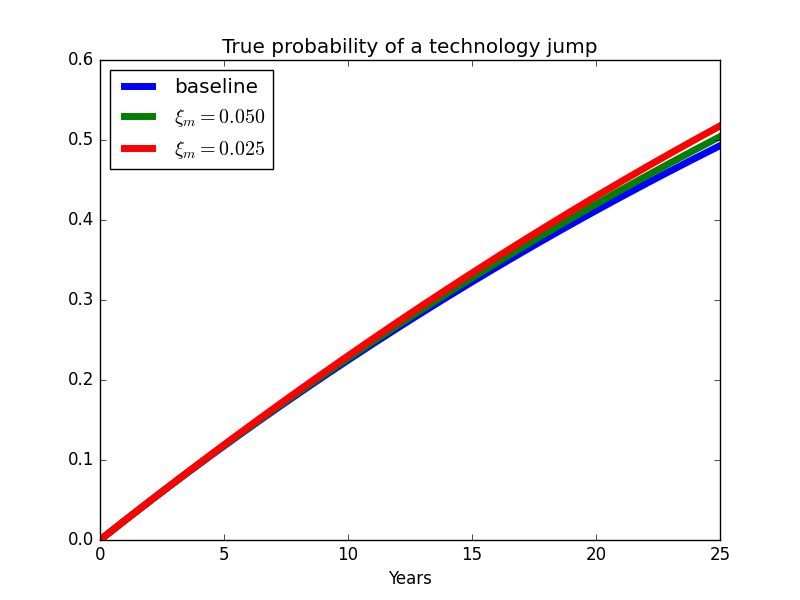 True probability of a technology jump
0.6
baseline
ξₘ = 0.050
ξₘ = 0.025
0.5
0.4
0.3
0.2
0.1
0.0
0 5 10 15 20 25
Years